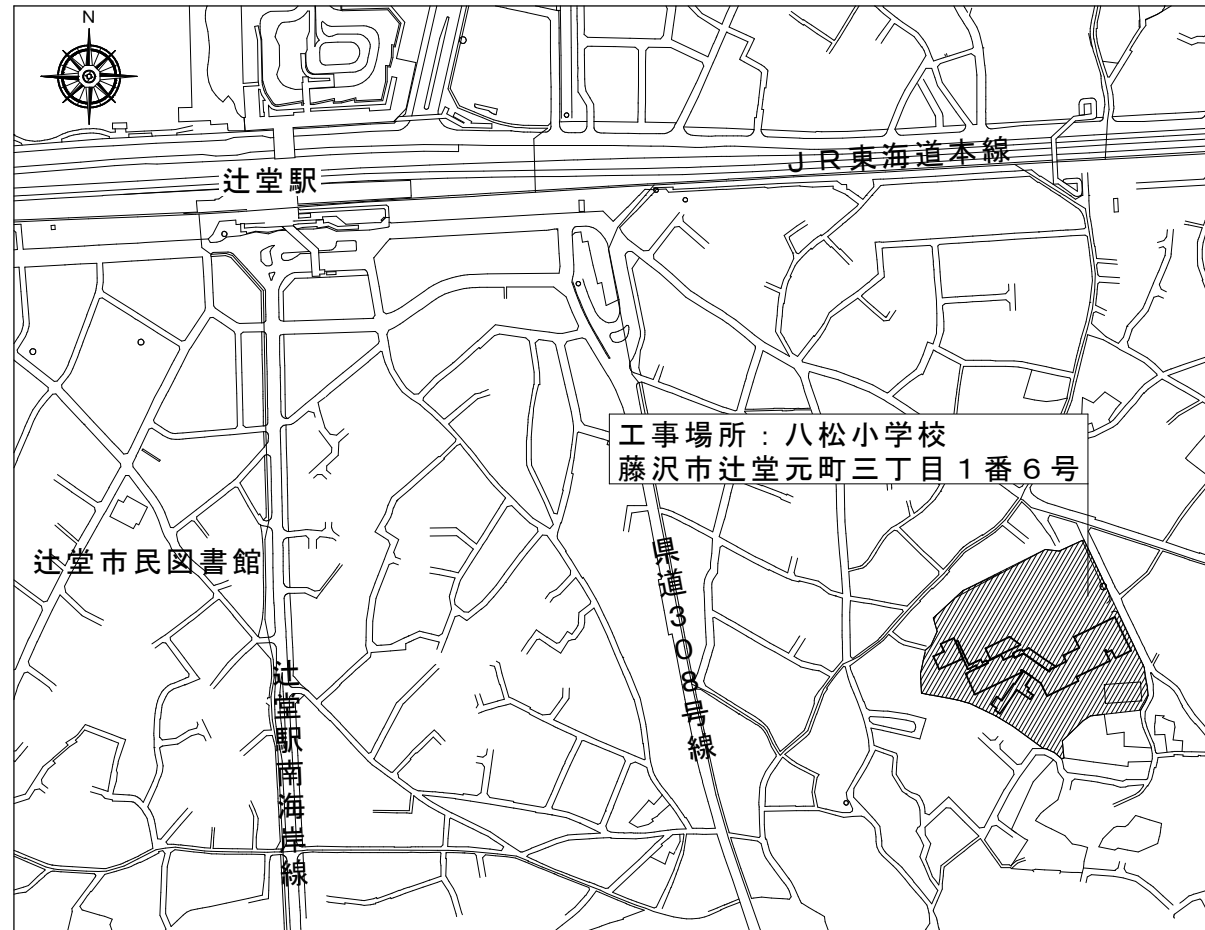 N
ＪＲ東海道本線
辻堂駅
工事場所：八松小学校
藤沢市辻堂元町三丁目１番６号
辻堂市民図書館
県道３０８号線
辻堂駅南海岸線